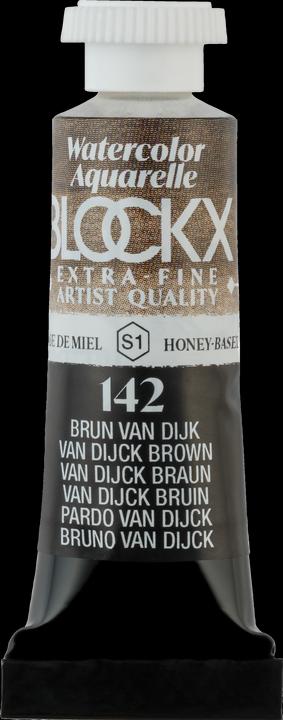 Watercolor
Aquarelle
BLOCKX
EXTRA-FINE
ARTIST QUALITY
DE MIEL S1 HONEY-BASED
142
BRUN VAN DIJK
VAN DIJCK BROWN
VAN DIJCK BRAUN
VAN DIJCK BRUIN
PARDO VAN DIJCK
BRUNO VAN DIJCK